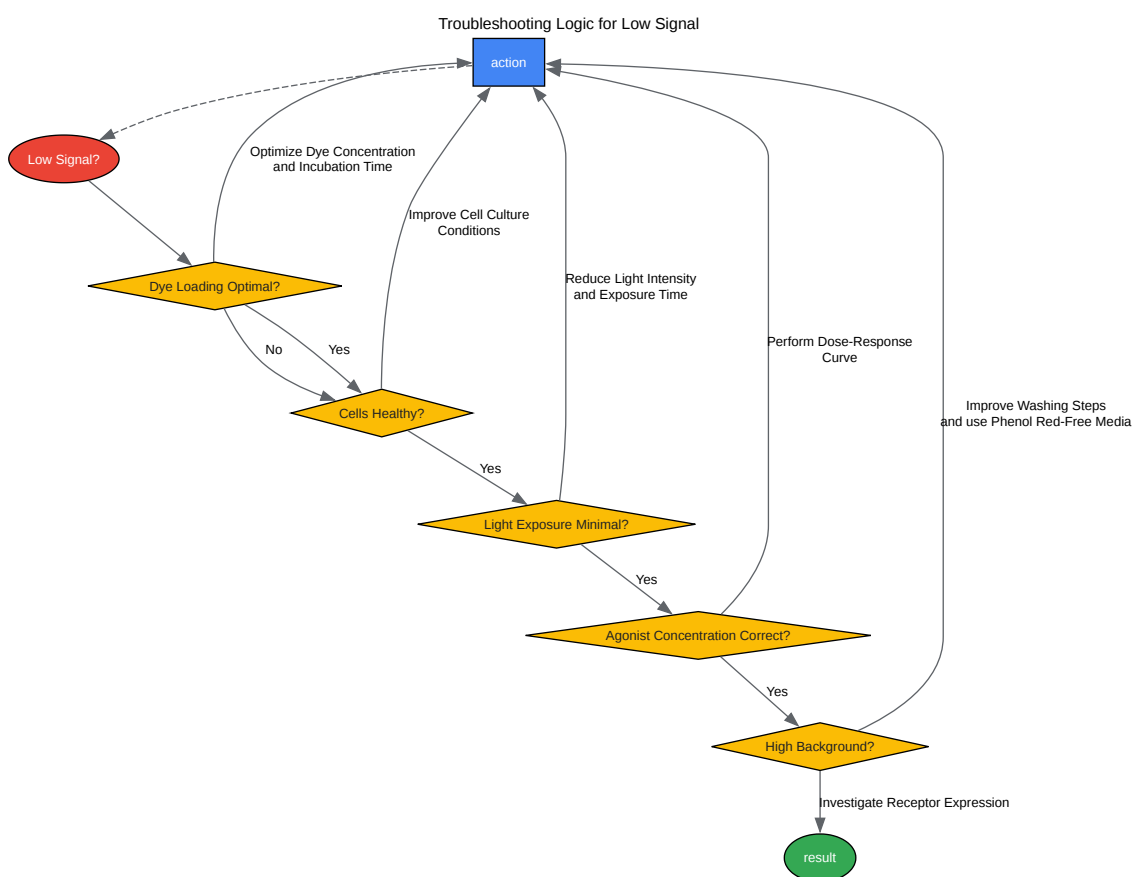 Troubleshooting Logic for Low Signal
action
Low Signal?
Optimize Dye Concentration
and Incubation Time
Improve Cell Culture
Conditions
Dye Loading Optimal?
Reduce Light Intensity
and Exposure Time
No
Yes
Perform Dose-Response
Curve
Cells Healthy?
Improve Washing Steps
and use Phenol Red-Free Media
Yes
Light Exposure Minimal?
Yes
Agonist Concentration Correct?
Yes
High Background?
Investigate Receptor Expression
result